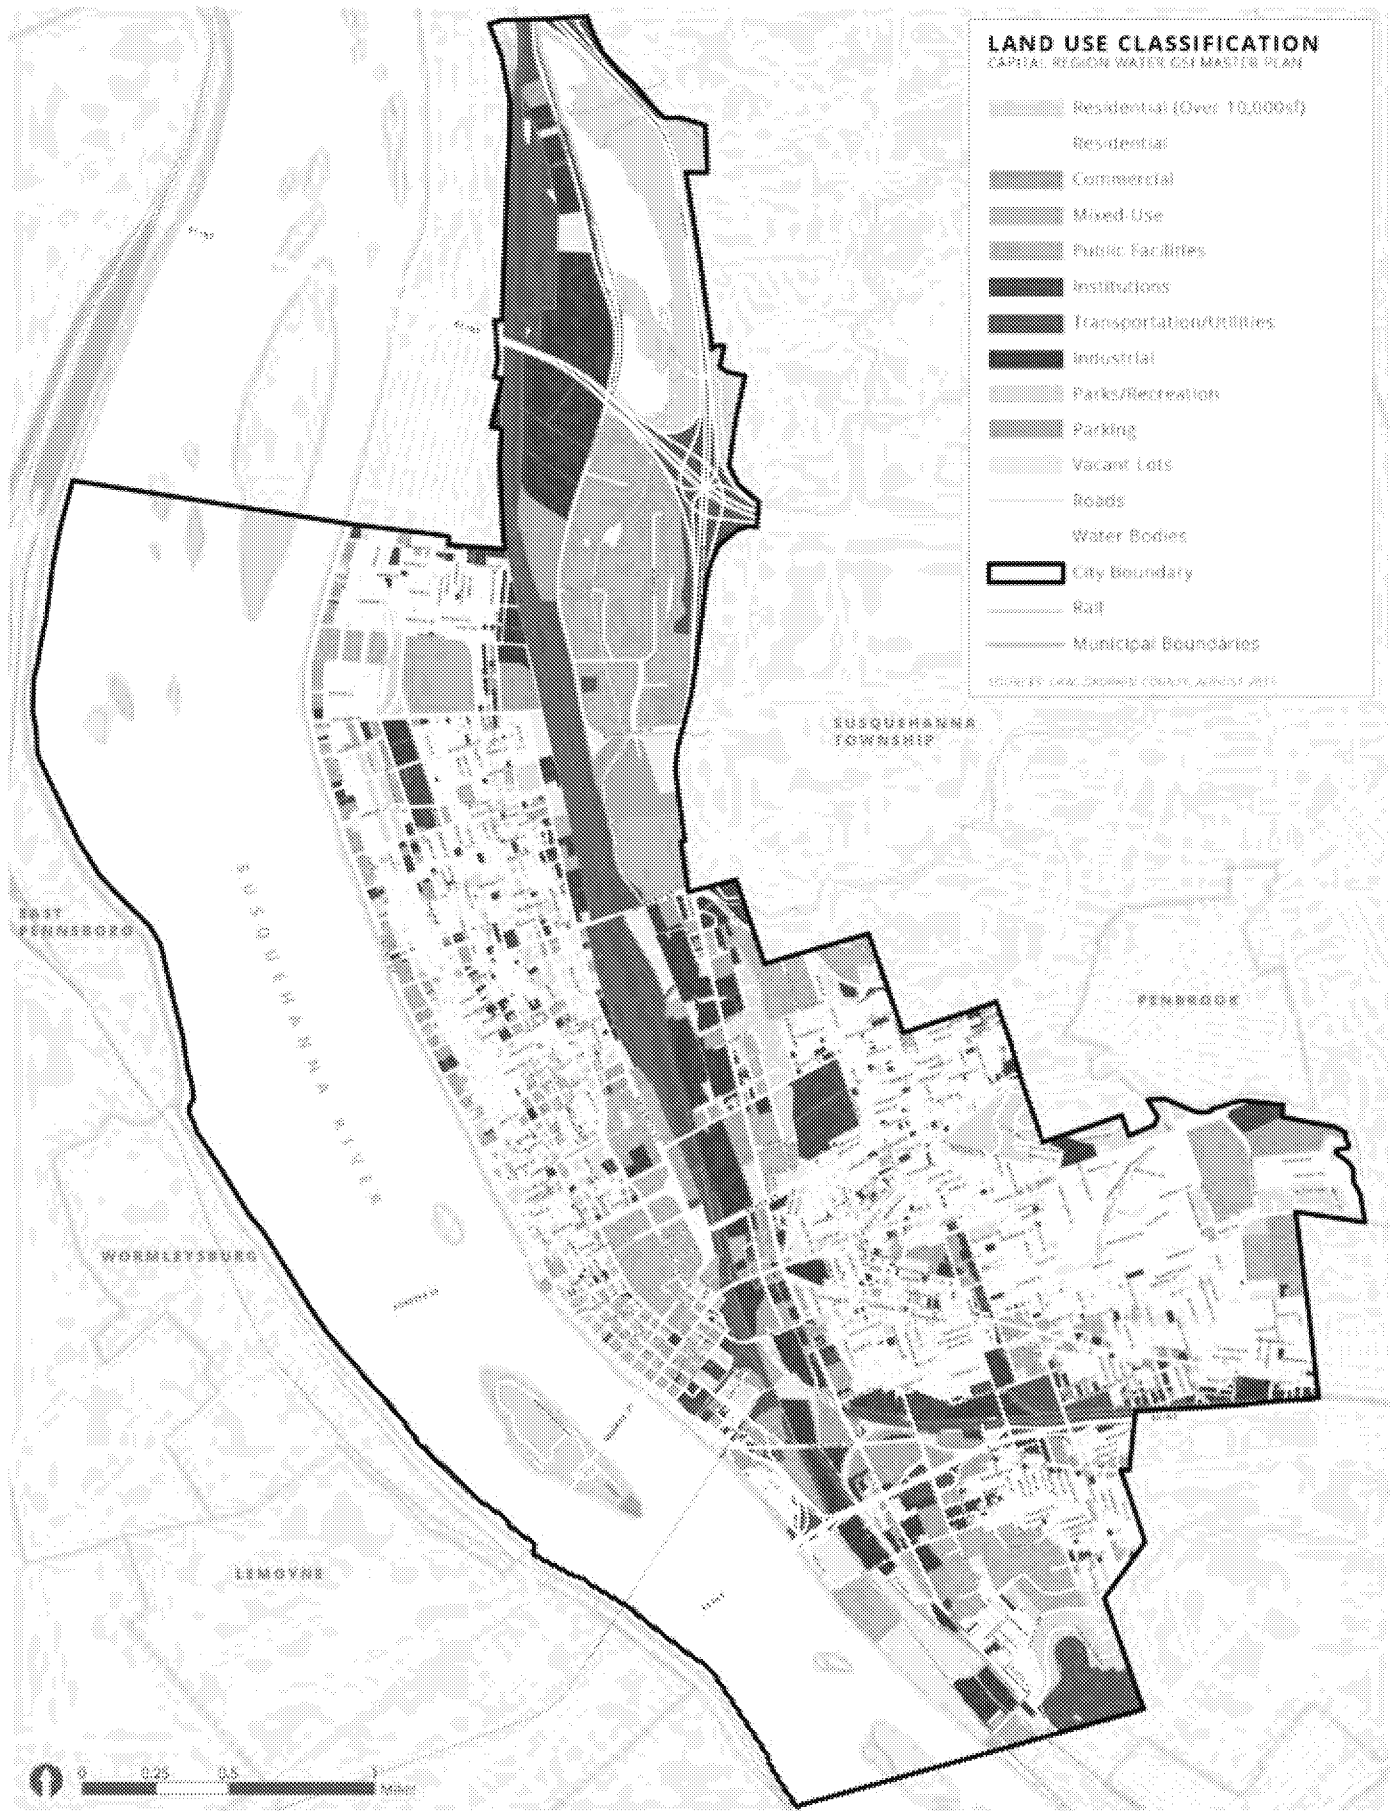 LAND USE CLASSIFICATION
CAPITAL REGION WATER GSI MASTER PLAN
Residential (Over 10,000sf)
Residential
Commercial
Mixed Use
Public Facilities
Institutions
Transportation/Utilities
Industrial
Parks/Recreation
Parking
Vacant Lots
Roads
Water Bodies
City Boundary
Rail
Municipal Boundaries
SUSQUEHANNA
TOWNSHIP
EAST
PENNSBORO
SUSQUEHANNA RIVER
PENBROOK
WORMLEYSBURG
LEMOYNE
0 0.25 0.5 1
Miles